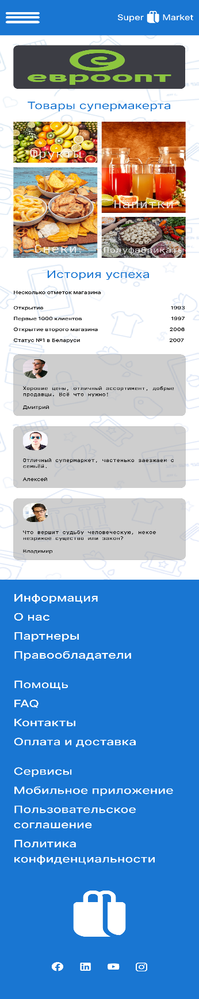 Super Market
евроопт
Товары супермакерта
Фрукты
Напитки
Снеки
Полуфабрикаты
История успеха
Несколько отметок магазина
Открытие 1993
Первые 1000 клиентов 1997
Открытие второго магазина 2006
Статус №1 в Беларуси 2007
Хорошие цены, отличный ассортимент, добрые
продавцы. Всё что нужно!
Дмитрий
Отличный супермаркет, частенько заезжаем с
семьёй.
Алексей
Что вершит судьбу человеческую, некое
незримое существо или закон?
Владимир
Информация
О нас
Партнеры
Правообладатели
Помощь
FAQ
Контакты
Оплата и доставка
Сервисы
Мобильное приложение
Пользовательское
соглашение
Политика
конфиденциальности